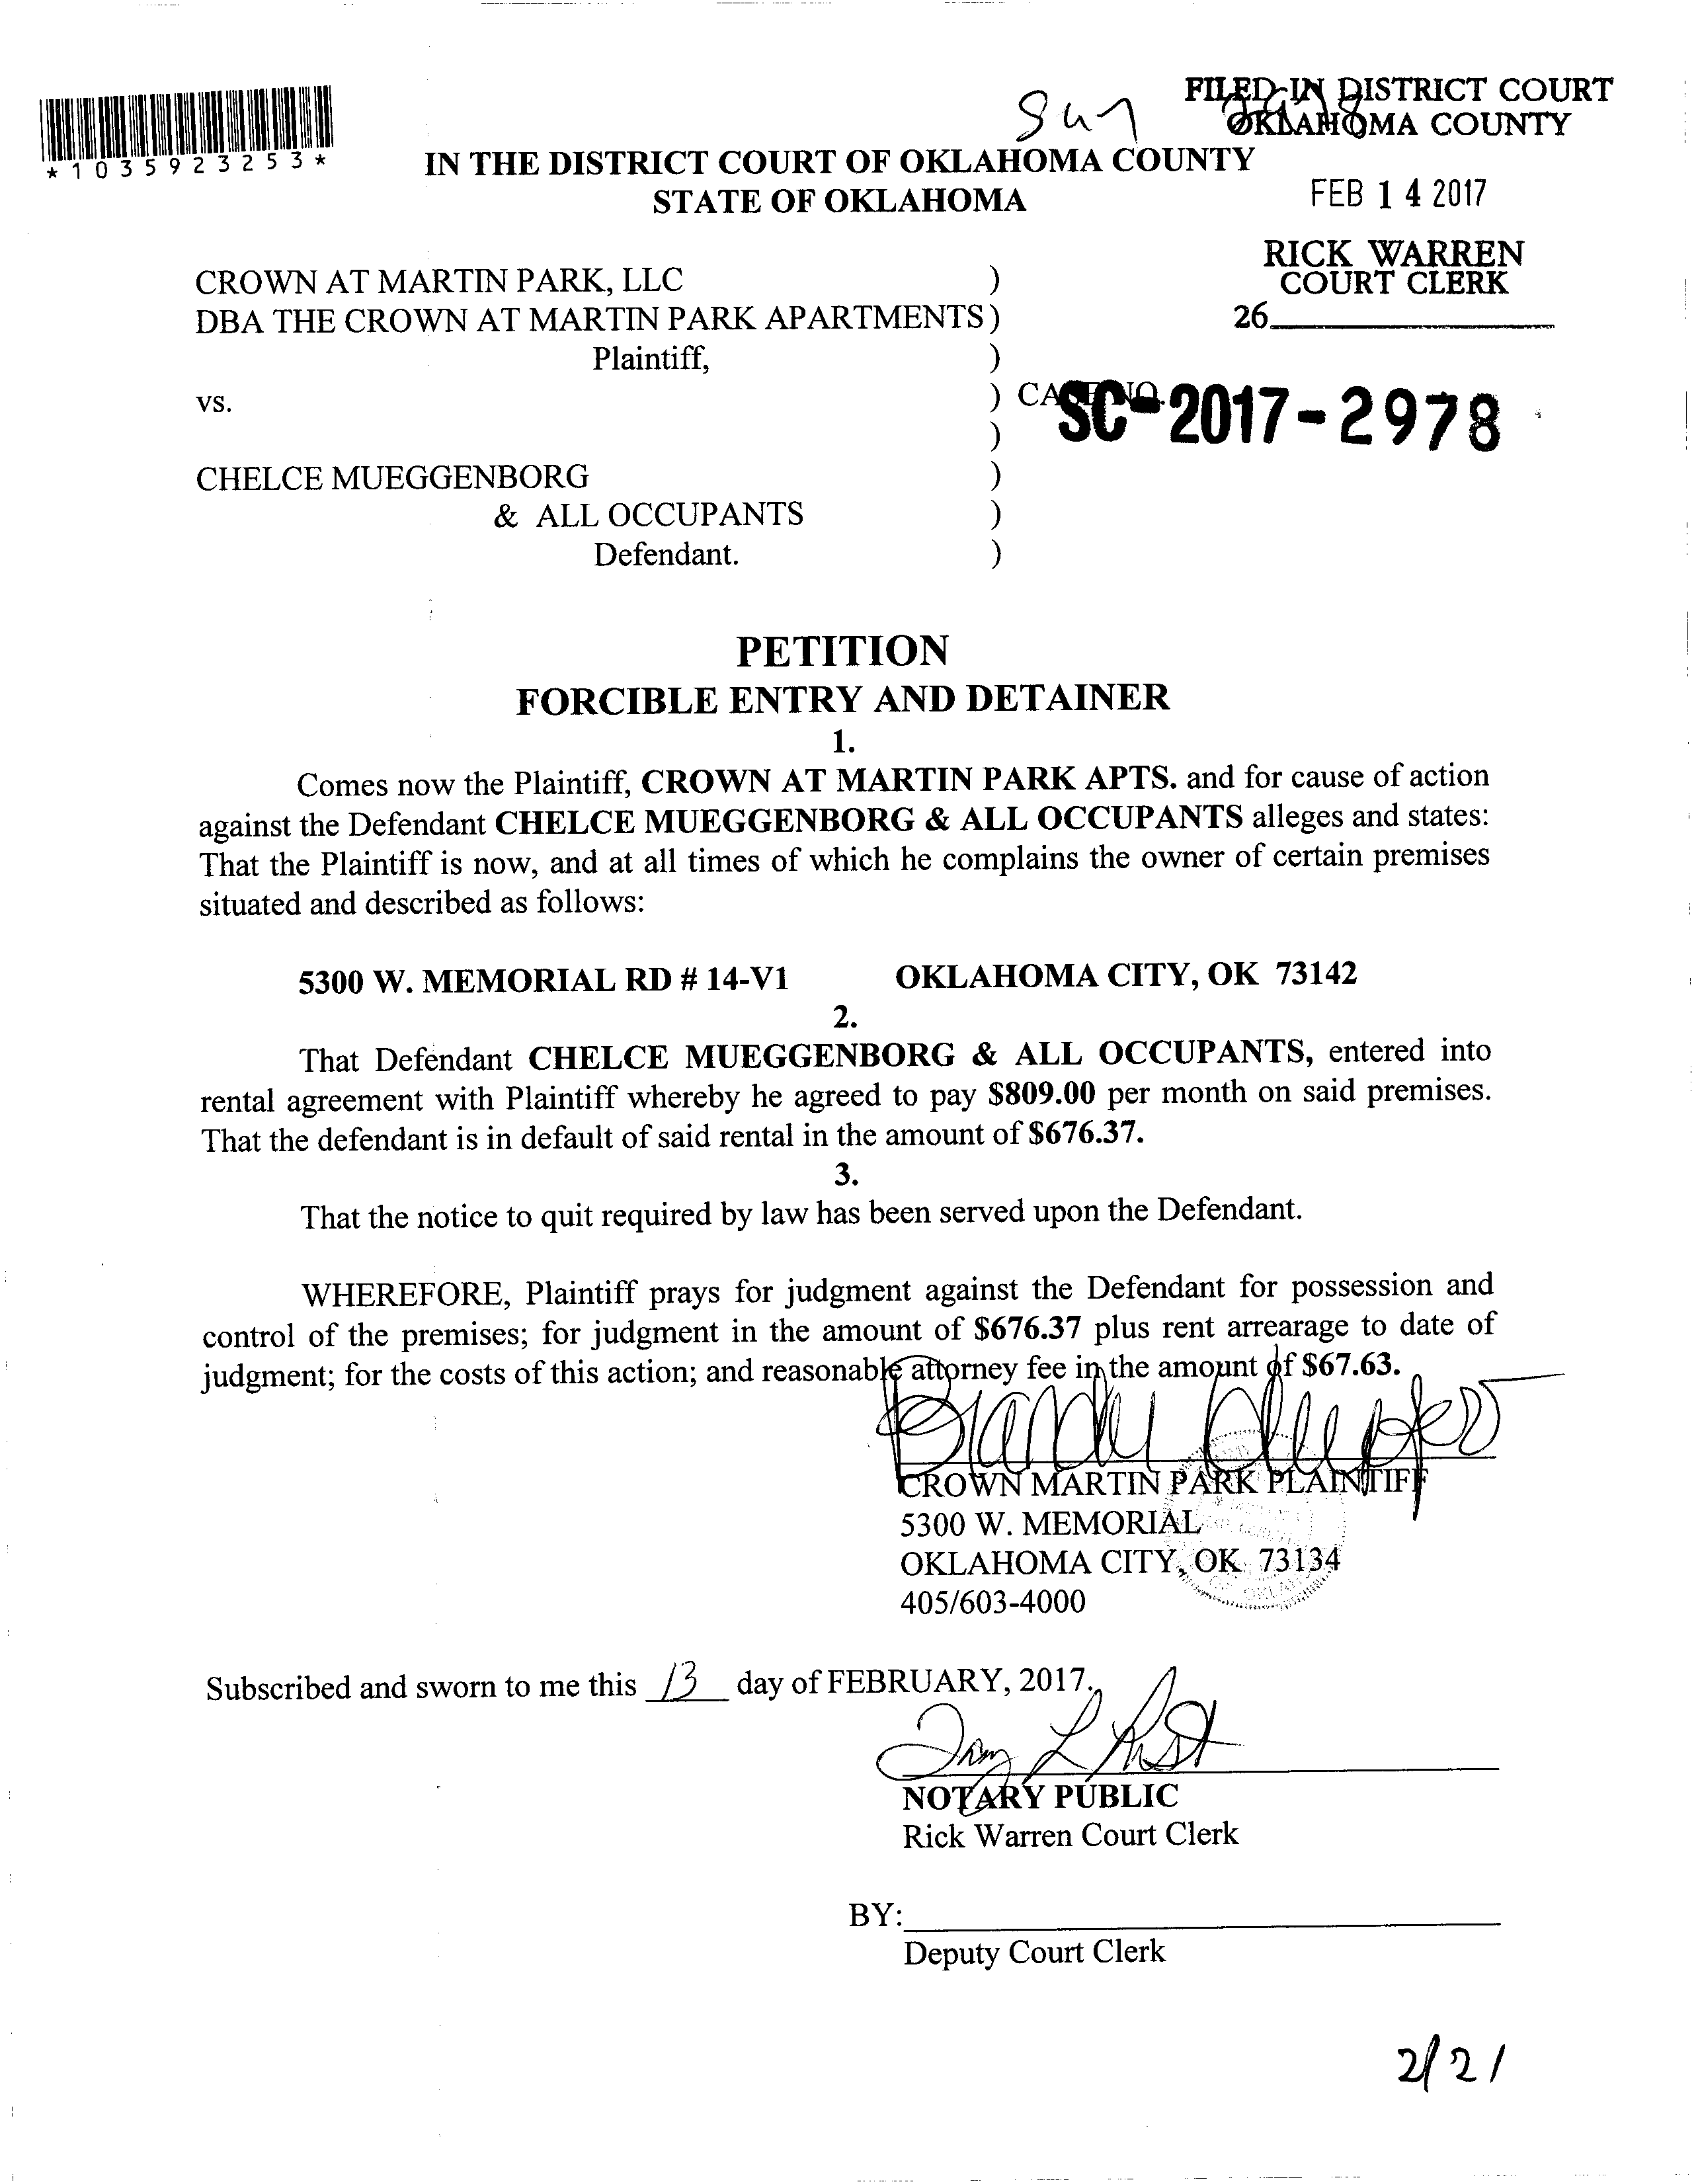 FILED IN DISTRICT COURT
OKLAHOMA COUNTY
*1035923253*
IN THE DISTRICT COURT OF OKLAHOMA COUNTY
STATE OF OKLAHOMA
FEB 14 2017
RICK WARREN
COURT CLERK
26
CROWN AT MARTIN PARK, LLC )
DBA THE CROWN AT MARTIN PARK APARTMENTS )
Plaintiff, )
vs. ) CASE NO. SC-2017-2978
)
CHELCE MUEGGENBORG )
& ALL OCCUPANTS )
Defendant. )
PETITION
FORCIBLE ENTRY AND DETAINER
1.
Comes now the Plaintiff, CROWN AT MARTIN PARK APTS. and for cause of action
against the Defendant CHELCE MUEGGENBORG & ALL OCCUPANTS alleges and states:
That the Plaintiff is now, and at all times of which he complains the owner of certain premises
situated and described as follows:
5300 W. MEMORIAL RD # 14-V1 OKLAHOMA CITY, OK 73142
2.
That Defendant CHELCE MUEGGENBORG & ALL OCCUPANTS, entered into
rental agreement with Plaintiff whereby he agreed to pay $809.00 per month on said premises.
That the defendant is in default of said rental in the amount of $676.37.
3.
That the notice to quit required by law has been served upon the Defendant.
WHEREFORE, Plaintiff prays for judgment against the Defendant for possession and
control of the premises; for judgment in the amount of $676.37 plus rent arrearage to date of
judgment; for the costs of this action; and reasonable attorney fee in the amount of $67.63.
CROWN MARTIN PARK PLAINTIFF
5300 W. MEMORIAL
OKLAHOMA CITY, OK 73134
405/603-4000
Subscribed and sworn to me this 13 day of FEBRUARY, 2017.
NOTARY PUBLIC
Rick Warren Court Clerk
BY:
Deputy Court Clerk
2/21